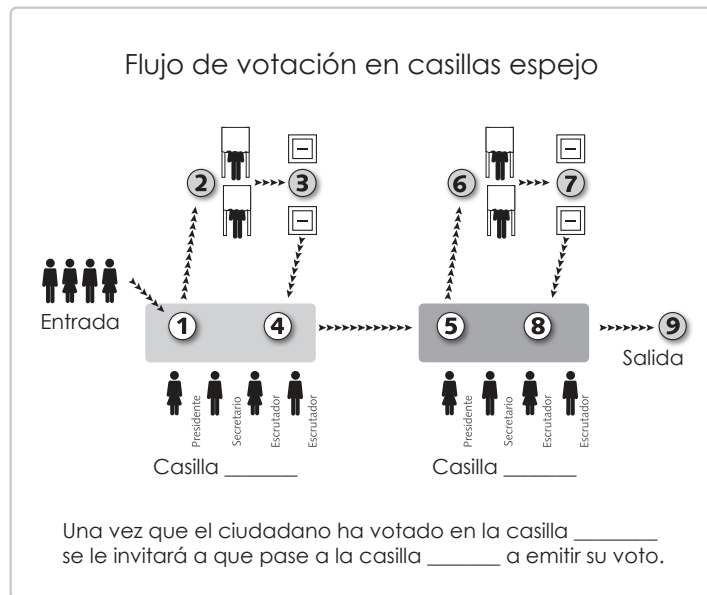 Flujo de votación en casillas espejo
2
3
6
7
Entrada
1
4
5
8
9
Salida
Presidente
Secretario
Escrutador
Escrutador
Presidente
Secretario
Escrutador
Escrutador
Casilla _______
Casilla _______
Una vez que el ciudadano ha votado en la casilla _______
se le invitará a que pase a la casilla _______ a emitir su voto.